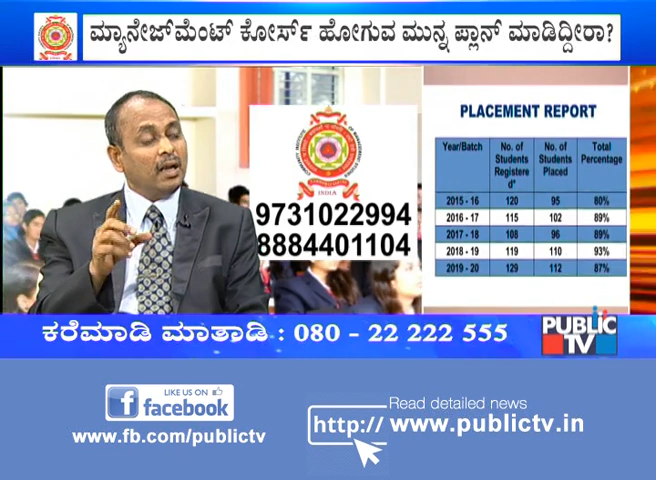 ಮ್ಯಾನೇಜ್‌ಮೆಂಟ್ ಕೋರ್ಸ್ ಹೋಗುವ ಮುನ್ನ ಪ್ಲಾನ್ ಮಾಡಿದ್ದೀರಾ?
INDIA
9731022994
8884401104
PLACEMENT REPORT
Year/Batch No. of Students Registered* No. of Students Placed Total Percentage
2015 - 16 120 95 80%
2016 - 17 115 102 89%
2017 - 18 108 96 89%
2018 - 19 119 110 93%
2019 - 20 129 112 87%
ಕರೆಮಾಡಿ ಮಾತಾಡಿ : 080 - 22 222 555
PUBLIC
TV
LIKE US ON
facebook
www.fb.com/publictv
Read detailed news
http:// www.publictv.in